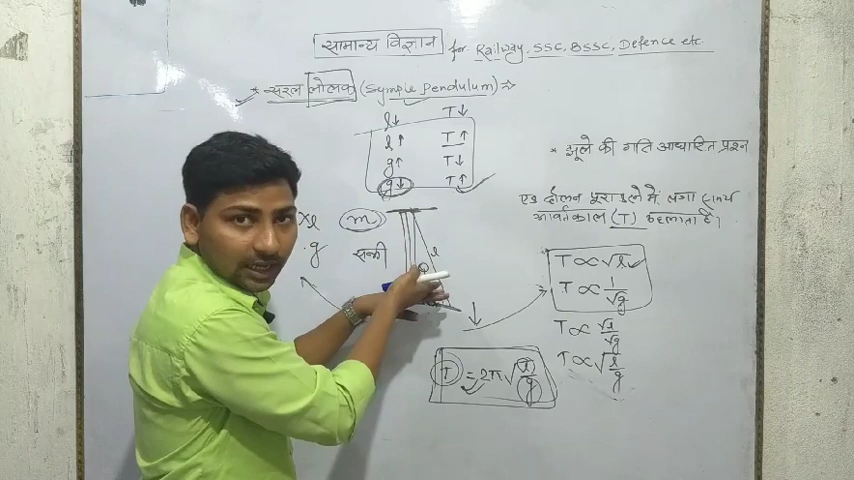 सामान्य विज्ञान for Railway, SSC, BSSC, Defence etc
* सरल लोलक (Symple Pendulum) :→
l↓ T↓
l↑ T↑
g↑ T↓
g↓ T↑
* झूले की गति आधारित प्रश्न
एक दोलन पूरा करने में लगा समय
आवर्तकाल (T) कहलाता है।
l
g
m
l
T ∝ √l
T ∝ 1/√g
T ∝ √l/√g
T ∝ √(l/g)
T = 2π√(l/g)